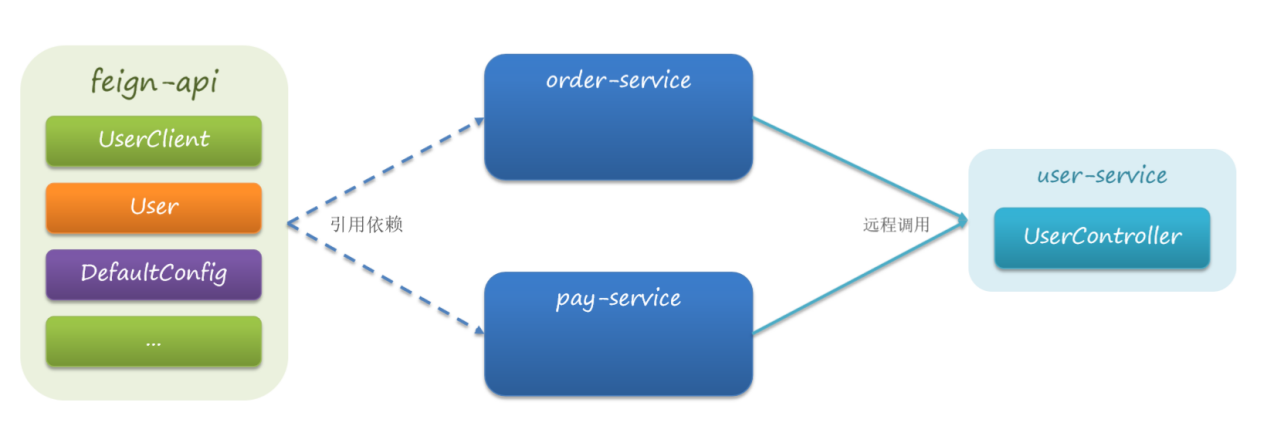 feign-api
UserClient
User
DefaultConfig
...
引用依赖
order-service
pay-service
远程调用
user-service
UserController